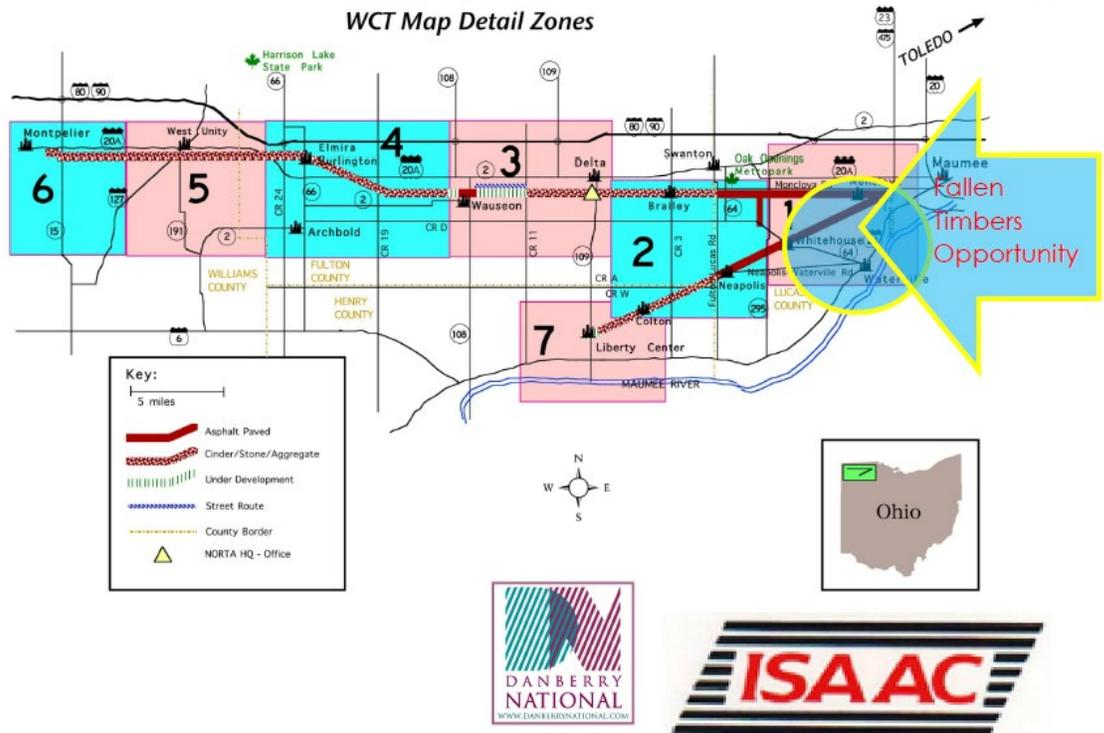 WCT Map Detail Zones
23
475
TOLEDO
20
Harrison Lake
State Park
66
108
109
80 90
80 90
2
Montpelier
20A
West Unity
4
Elmira
Burlington
20A
3
2
Delta
Swanton
Oak Openings
Metropark
20A
Maumee
Monclova
Fallen
Timbers
Opportunity
6
5
127
CR 24
66
2
Wauseon
Brailey
64
1
15
191
2
Archbold
CR 19
CR D
CR 11
109
2
CR 3
Fulton Lucas Rd
Whitehouse
64
Neapolis
Neapolis-Waterville Rd
Waterville
WILLIAMS
COUNTY
FULTON
COUNTY
CR A
CR W
HENRY
COUNTY
LUCAS
COUNTY
295
Colton
6
108
7
Liberty Center
MAUMEE RIVER
Key:
5 miles
Asphalt Paved
Cinder/Stone/Aggregate
Under Development
Street Route
County Border
NORTA HQ - Office
N
W E
S
Ohio
DANBERRY
NATIONAL
WWW.DANBERRYNATIONAL.COM
ISAAC